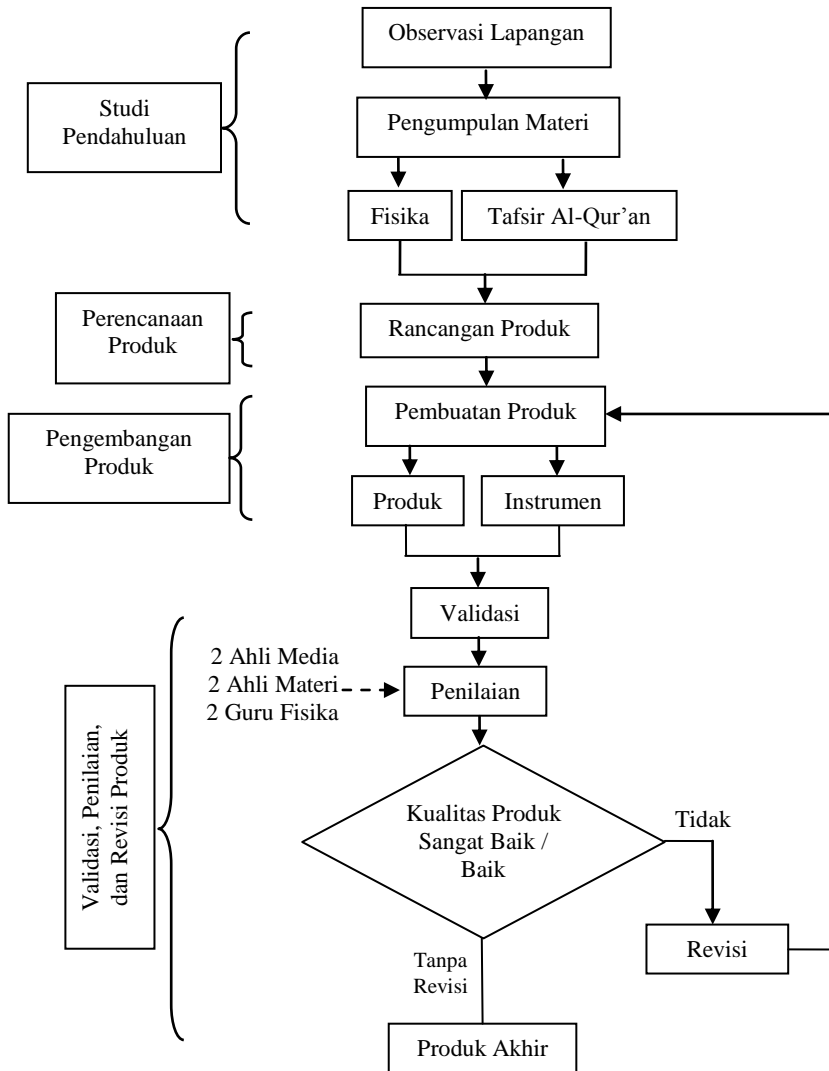 Observasi Lapangan
Studi
Pendahuluan
Pengumpulan Materi
Fisika
Tafsir Al-Qur’an
Perencanaan
Produk
Rancangan Produk
Pengembangan
Produk
Pembuatan Produk
Produk
Instrumen
Validasi
Validasi, Penilaian,
dan Revisi Produk
2 Ahli Media
2 Ahli Materi
2 Guru Fisika
Penilaian
Kualitas Produk
Sangat Baik /
Baik
Tidak
Revisi
Tanpa
Revisi
Produk Akhir